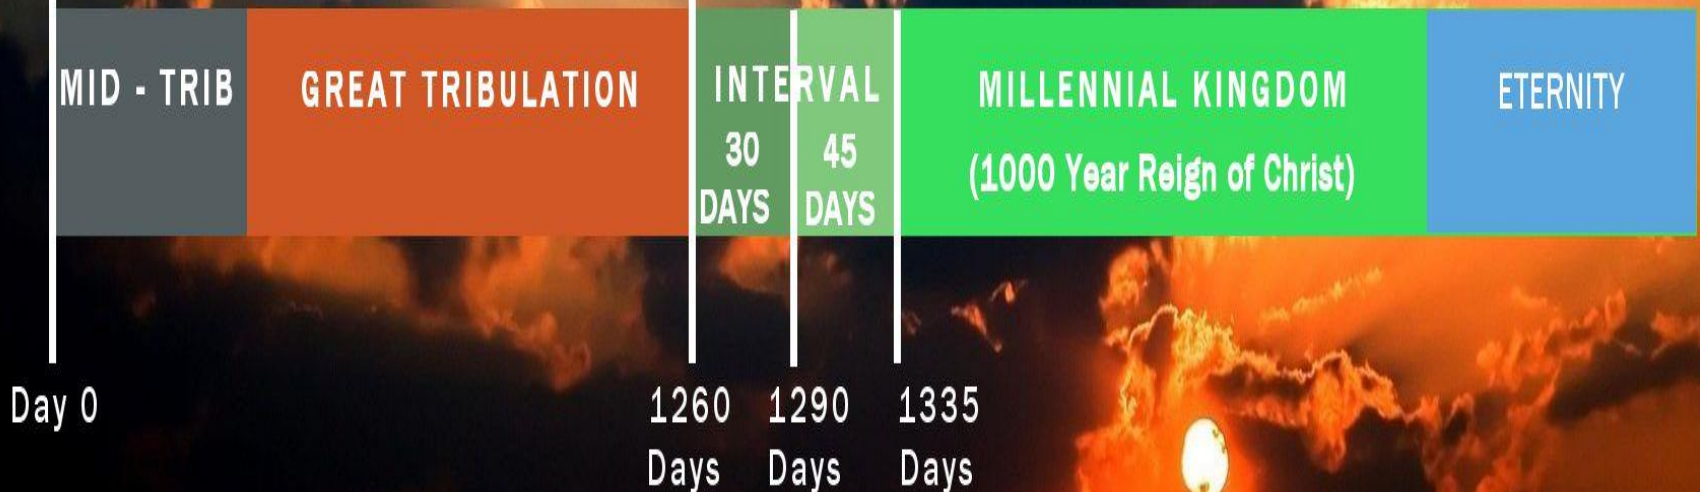 MID - TRIB
GREAT TRIBULATION
INTERVAL
30
DAYS
45
DAYS
MILLENNIAL KINGDOM
(1000 Year Reign of Christ)
ETERNITY
Day 0
1260
Days
1290
Days
1335
Days